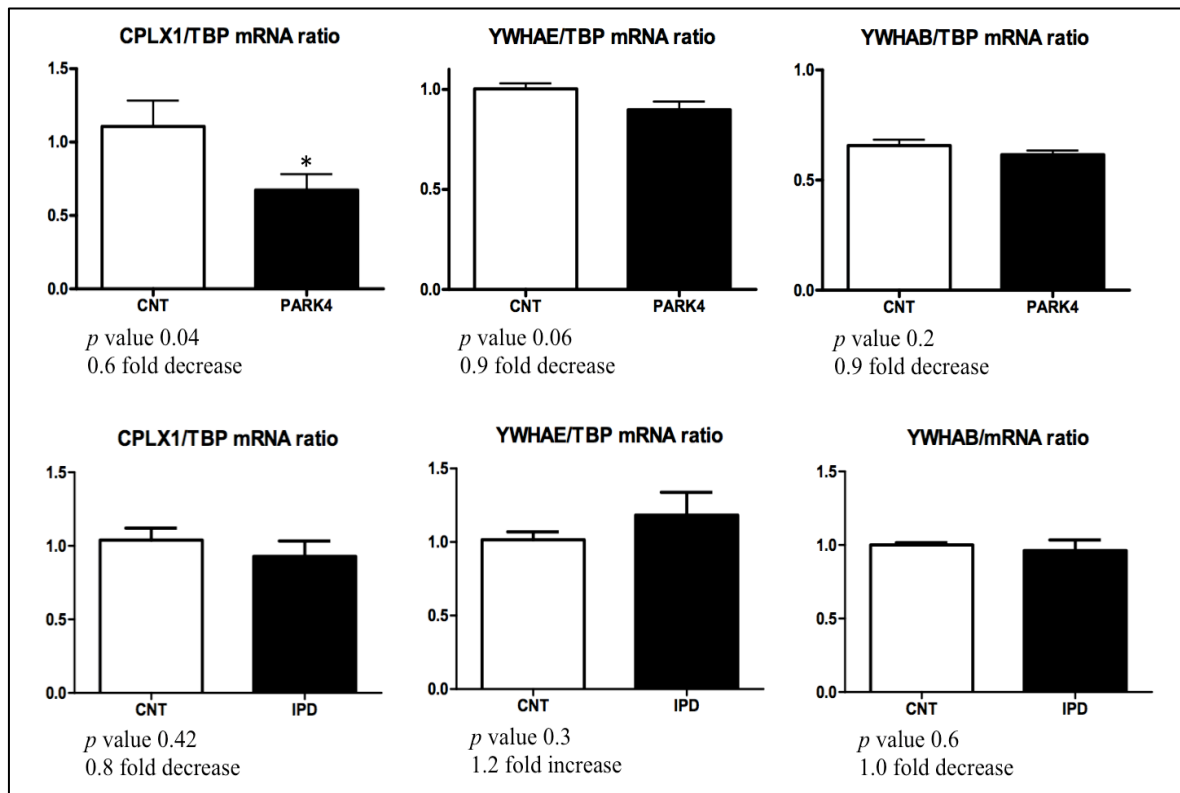 CPLX1/TBP mRNA ratio
1.5
1.0
0.5
0.0
*
CNT PARK4
p value 0.04
0.6 fold decrease
YWHAE/TBP mRNA ratio
1.0
0.5
0.0
CNT PARK4
p value 0.06
0.9 fold decrease
YWHAB/TBP mRNA ratio
1.0
0.5
0.0
CNT PARK4
p value 0.2
0.9 fold decrease
CPLX1/TBP mRNA ratio
1.5
1.0
0.5
0.0
CNT IPD
p value 0.42
0.8 fold decrease
YWHAE/TBP mRNA ratio
1.5
1.0
0.5
0.0
CNT IPD
p value 0.3
1.2 fold increase
YWHAB/mRNA ratio
1.5
1.0
0.5
0.0
CNT IPD
p value 0.6
1.0 fold decrease